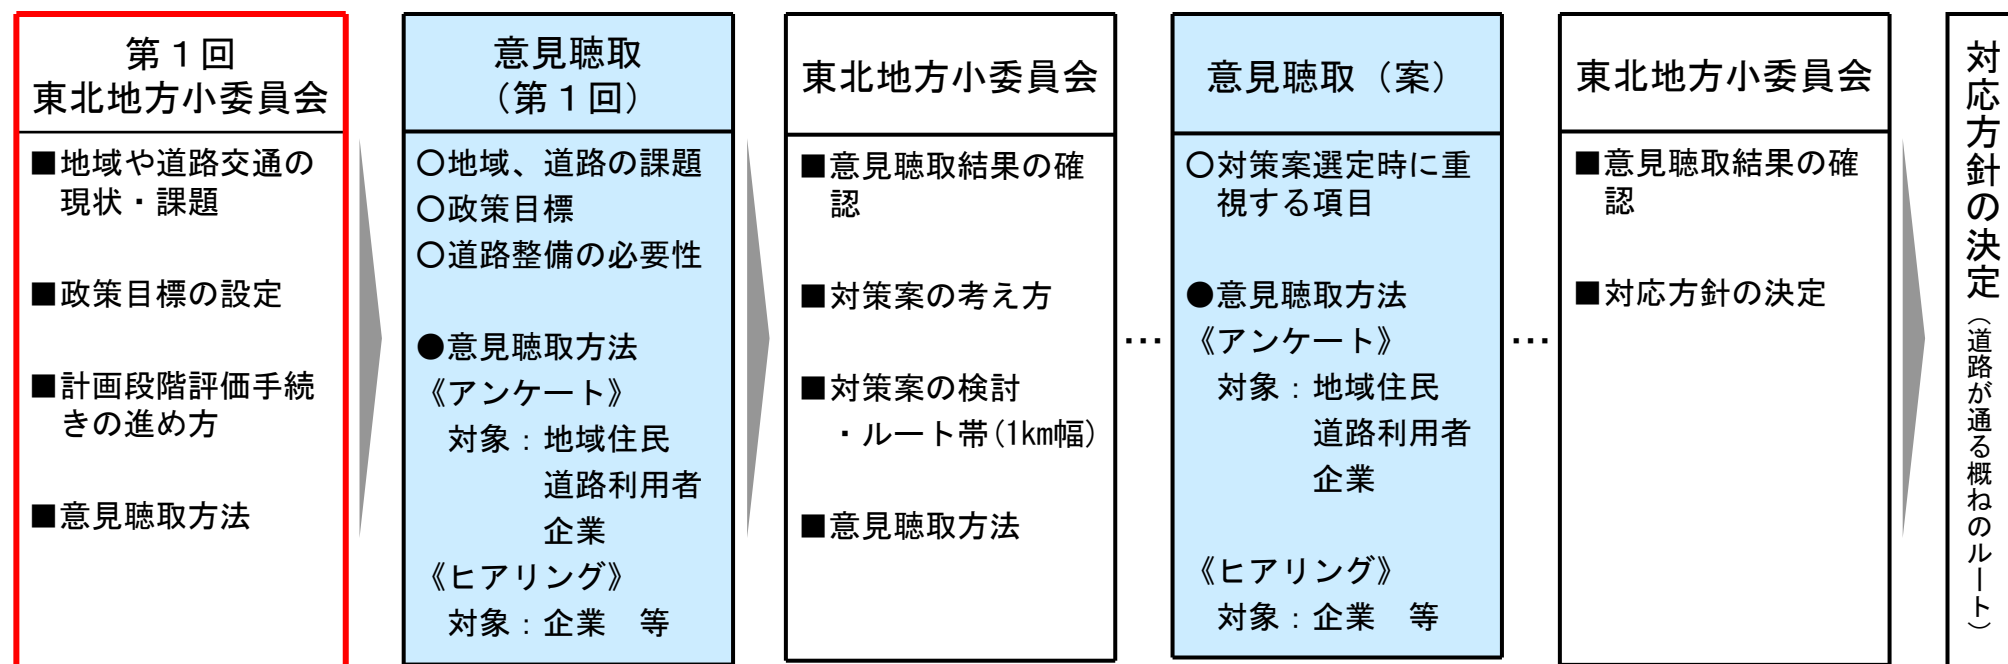 第１回
東北地方小委員会
■地域や道路交通の
現状・課題
■政策目標の設定
■計画段階評価手続
きの進め方
■意見聴取方法
意見聴取
（第１回）
○地域、道路の課題
○政策目標
○道路整備の必要性
●意見聴取方法
《アンケート》
対象：地域住民
道路利用者
企業
《ヒアリング》
対象：企業　等
東北地方小委員会
■意見聴取結果の確
認
■対策案の考え方
■対策案の検討
・ルート帯(1km幅)
■意見聴取方法
…
意見聴取（案）
○対策案選定時に重
視する項目
●意見聴取方法
《アンケート》
対象：地域住民
道路利用者
企業
《ヒアリング》
対象：企業　等
…
東北地方小委員会
■意見聴取結果の確
認
■対応方針の決定
対応方針の決定（道路が通る概ねのルート）